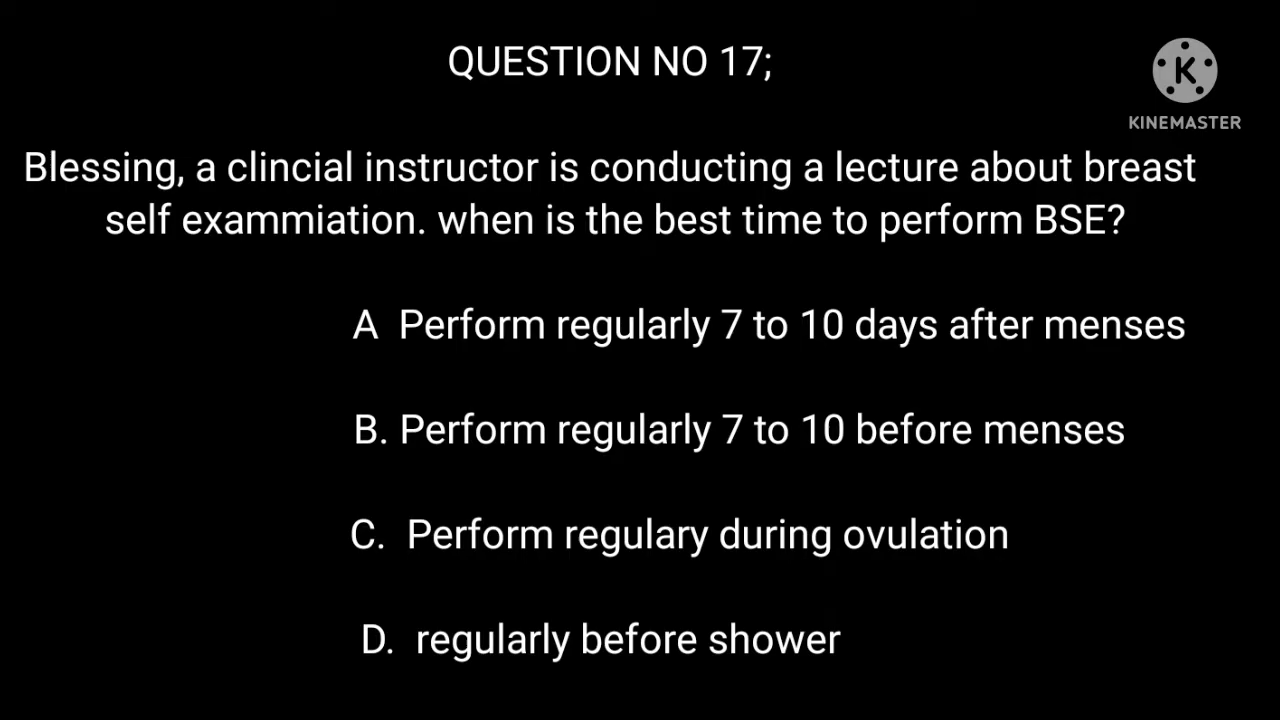 QUESTION NO 17;
KINEMASTER
Blessing, a clincial instructor is conducting a lecture about breast
self exammiation. when is the best time to perform BSE?
A Perform regularly 7 to 10 days after menses
B. Perform regularly 7 to 10 before menses
C. Perform regulary during ovulation
D. regularly before shower